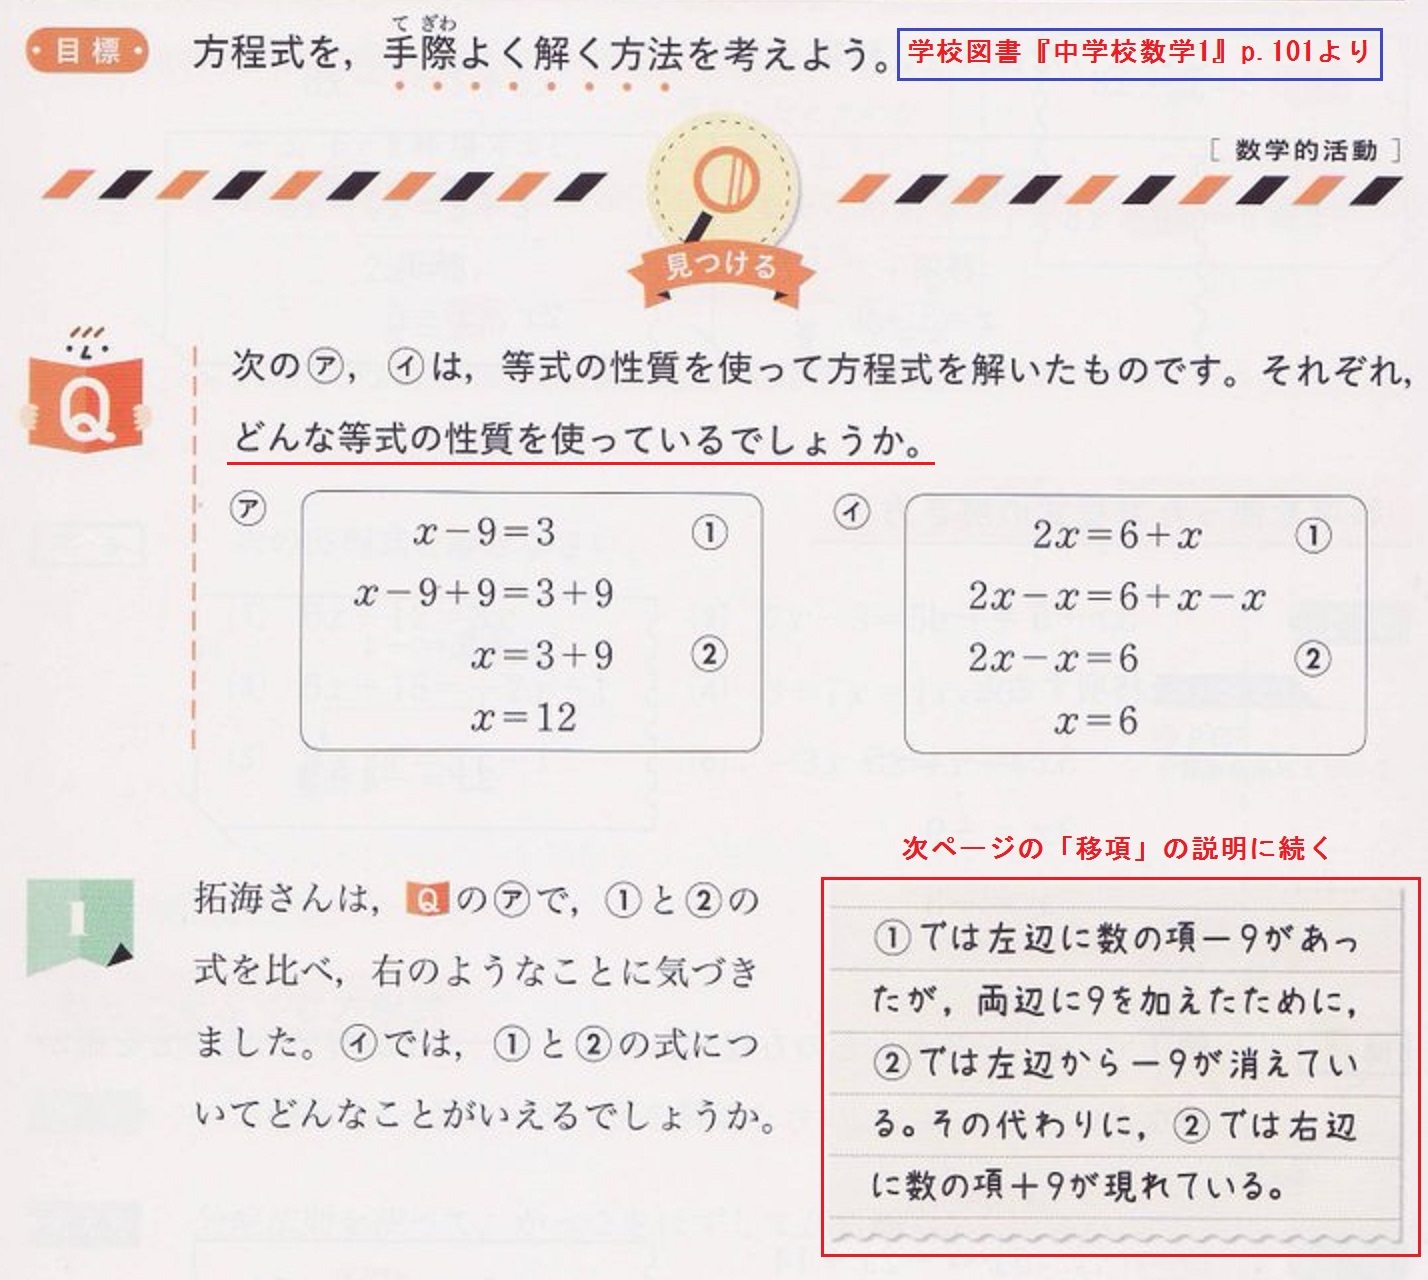 目標
方程式を，手際よく解く方法を考えよう。
てぎわ
学校図書『中学校数学1』p.101より
[ 数学的活動 ]
見つける
Q
次の㋐，㋑は，等式の性質を使って方程式を解いたものです。それぞれ，
どんな等式の性質を使っているでしょうか。
㋐
x－9＝3 ①
x－9＋9＝3＋9
x＝3＋9 ②
x＝12
㋑
2x＝6＋x ①
2x－x＝6＋x－x
2x－x＝6 ②
x＝6
1
拓海さんは，Qの㋐で，①と②の
式を比べ，右のようなことに気づき
ました。㋑では，①と②の式につ
いてどんなことがいえるでしょうか。
次ページの「移項」の説明に続く
①では左辺に数の項－9があっ
たが，両辺に9を加えたために，
②では左辺から－9が消えてい
る。その代わりに，②では右辺
に数の項＋9が現れている。